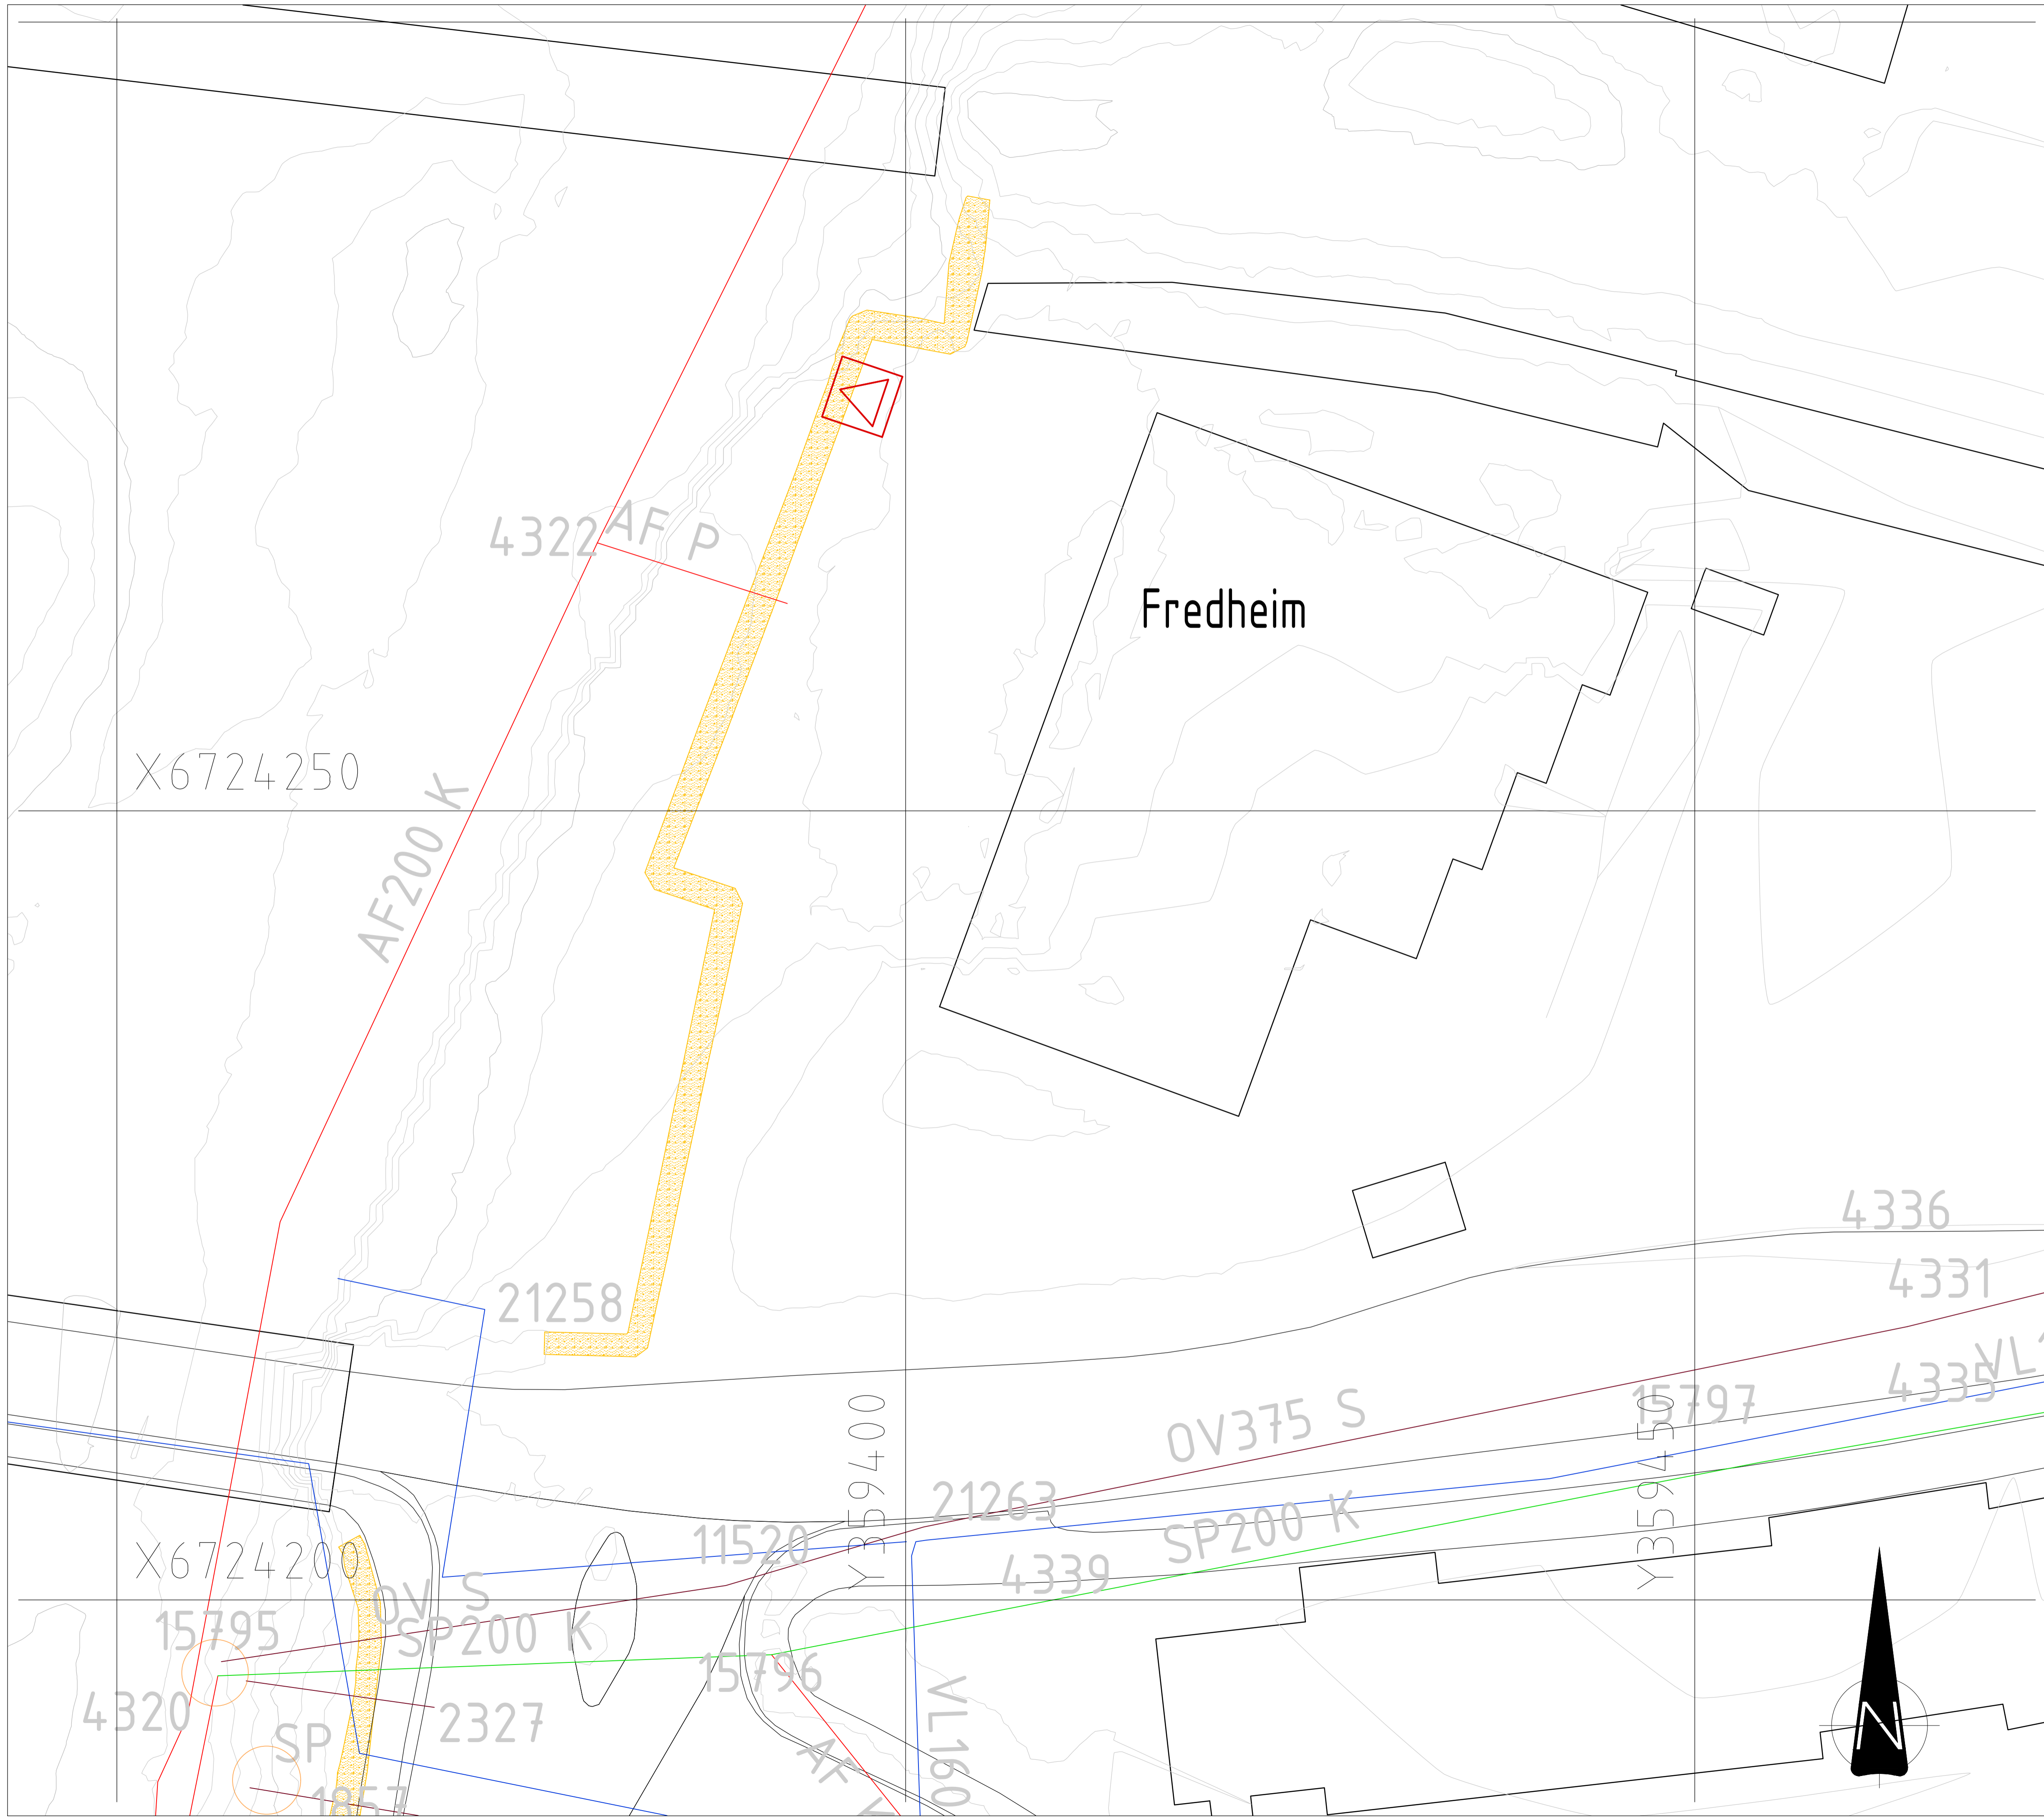 4322
AF P
Fredheim
X6724250
AF200 K
4336
21258
4331
VL
4335
15797
OV375 S
Y359400
Y359450
21263
11520
SP200 K
4339
X6724200
OV S
SP200 K
15795
15796
4320
2327
SP
VL160
1857
N